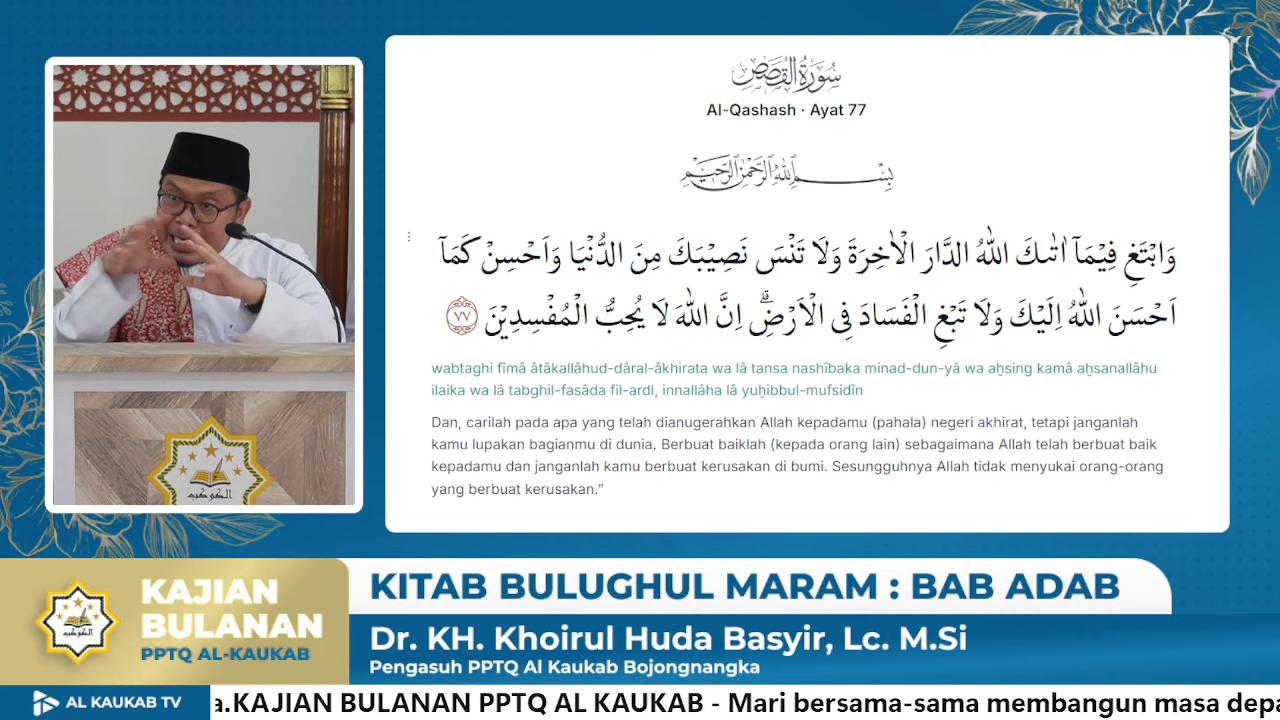 سُوْرَةُ الْقَصَصِ
Al-Qashash · Ayat 77
بِسْمِ اللّٰهِ الرَّحْمٰنِ الرَّحِيْمِ
وَابْتَغِ فِيْمَآ اٰتٰىكَ اللّٰهُ الدَّارَ الْاٰخِرَةَ وَلَا تَنْسَ نَصِيْبَكَ مِنَ الدُّنْيَا وَاَحْسِنْ كَمَآ
اَحْسَنَ اللّٰهُ اِلَيْكَ وَلَا تَبْغِ الْفَسَادَ فِى الْاَرْضِۗ اِنَّ اللّٰهَ لَا يُحِبُّ الْمُفْسِدِيْنَ ٧٧
wabtaghi fîmâ âtâkallâhud-dâral-âkhirata wa lâ tansa nashîbaka minad-dun-yâ wa aḫsing kamâ aḫsanallâhu
ilaika wa lâ tabghil-fasâda fil-ardl, innallâha lâ yuḫibbul-mufsidîn
Dan, carilah pada apa yang telah dianugerahkan Allah kepadamu (pahala) negeri akhirat, tetapi janganlah
kamu lupakan bagianmu di dunia. Berbuat baiklah (kepada orang lain) sebagaimana Allah telah berbuat baik
kepadamu dan janganlah kamu berbuat kerusakan di bumi. Sesungguhnya Allah tidak menyukai orang-orang
yang berbuat kerusakan.”
الكوكب
الكوكب
KAJIAN
BULANAN
PPTQ AL-KAUKAB
KITAB BULUGHUL MARAM : BAB ADAB
Dr. KH. Khoirul Huda Basyir, Lc. M.Si
Pengasuh PPTQ Al Kaukab Bojongnangka
AL KAUKAB TV
a.KAJIAN BULANAN PPTQ AL KAUKAB - Mari bersama-sama membangun masa depa